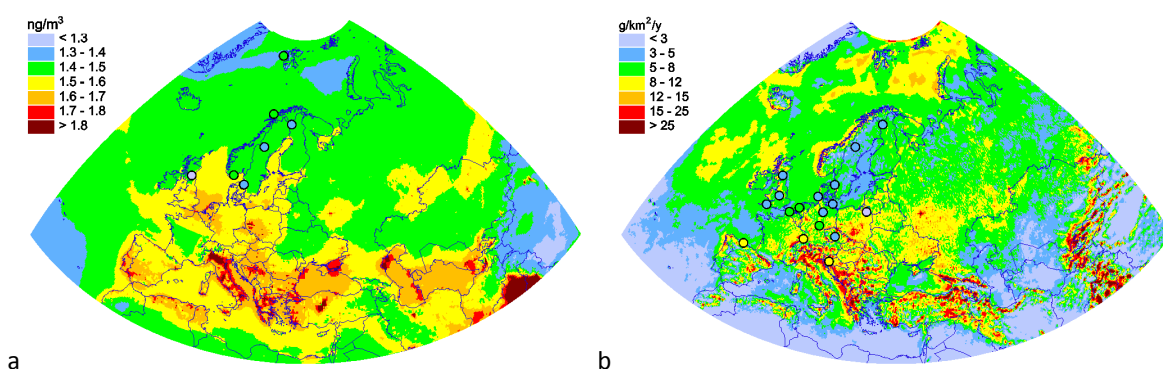 ng/m³
< 1.3
1.3 - 1.4
1.4 - 1.5
1.5 - 1.6
1.6 - 1.7
1.7 - 1.8
> 1.8
a
g/km²/y
< 3
3 - 5
5 - 8
8 - 12
12 - 15
15 - 25
> 25
b